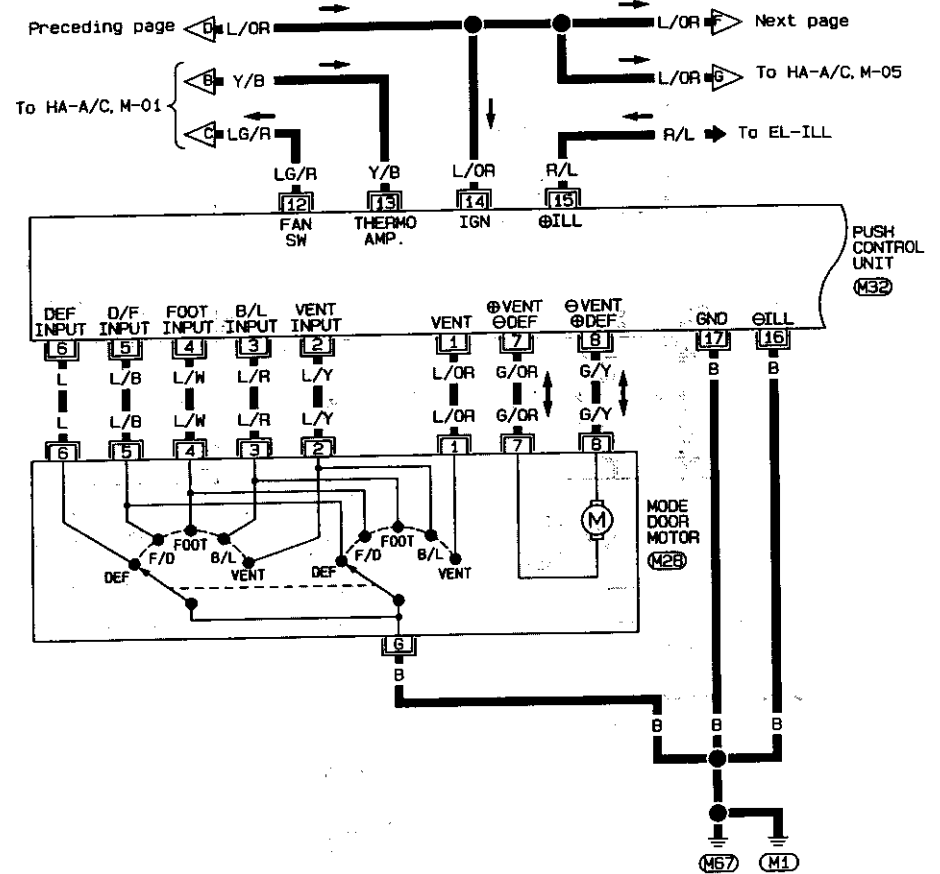 Preceding page D L/OR L/OR F Next page
L/OR G To HA-A/C, M-05
B Y/B
To HA-A/C, M-01
C LG/R R/L To EL-ILL
LG/R Y/B L/OR R/L
12 13 14 15
FAN SW THERMO AMP. IGN ⊕ILL
PUSH
CONTROL
UNIT
M32
DEF INPUT D/F INPUT FOOT INPUT B/L INPUT VENT INPUT VENT ⊕VENT ⊖DEF ⊖VENT ⊕DEF GND ⊖ILL
6 5 4 3 2 1 7 8 17 16
L L/B L/W L/R L/Y L/OR G/OR G/Y B B
L L/B L/W L/R L/Y L/OR G/OR G/Y
6 5 4 3 2 1 7 8
M
MODE
DOOR
MOTOR
M28
DEF F/D FOOT B/L VENT DEF F/D FOOT B/L VENT
G
B
B B B
M67 M1